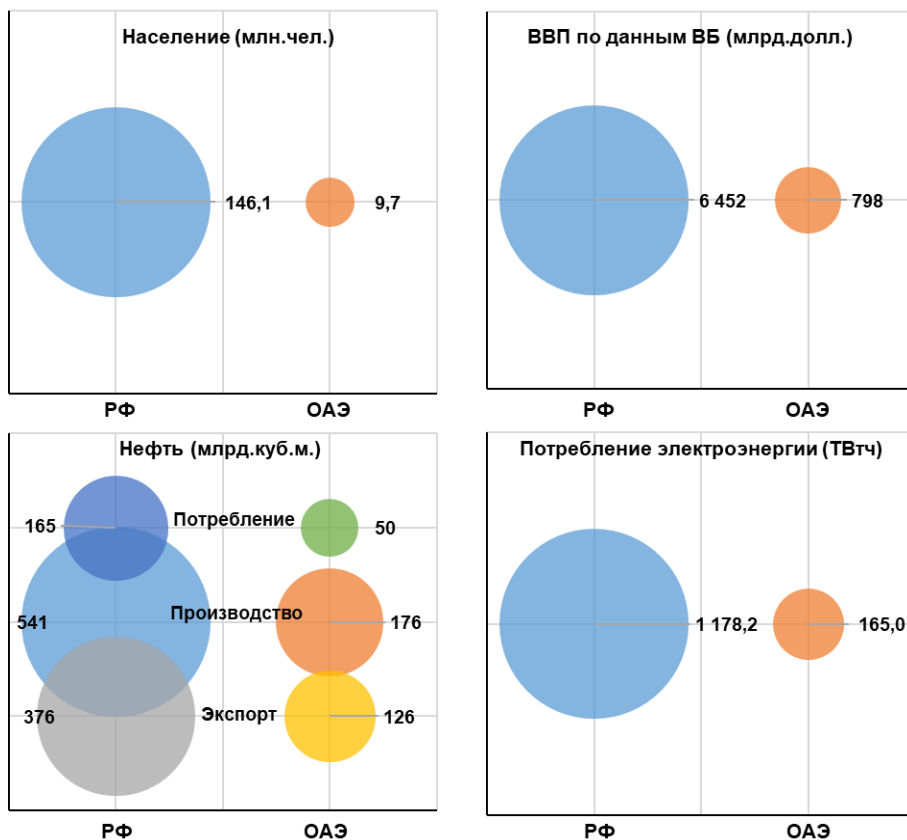 Население (млн.чел.)
146,1
9,7
РФ
ОАЭ
ВВП по данным ВБ (млрд.долл.)
6 452
798
РФ
ОАЭ
Нефть (млрд.куб.м.)
165
Потребление
50
541
Производство
176
376
Экспорт
126
РФ
ОАЭ
Потребление электроэнергии (ТВтч)
1 178,2
165,0
РФ
ОАЭ